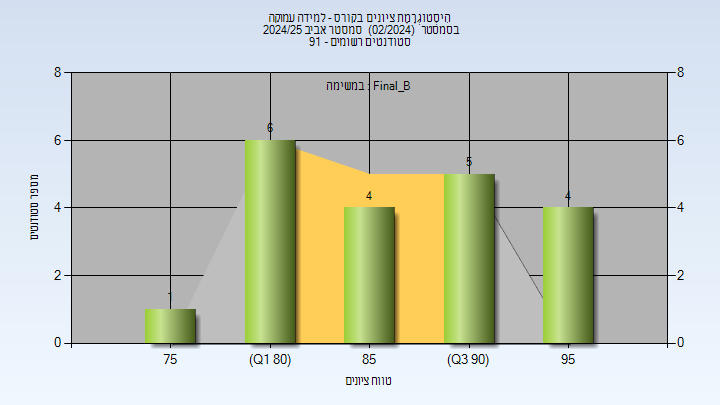 היסטוגרמת ציונים בקורס - למידה עמוקה
בסמסטר (02/2024) סמסטר אביב 2024/25
סטודנטים רשומים - 91
במשימה : Final_B
8 8
6 6
4 4
2 2
0 0
1 6 4 5 4
75 (Q1 80) 85 (Q3 90) 95
מספר סטודנטים
טווח ציונים